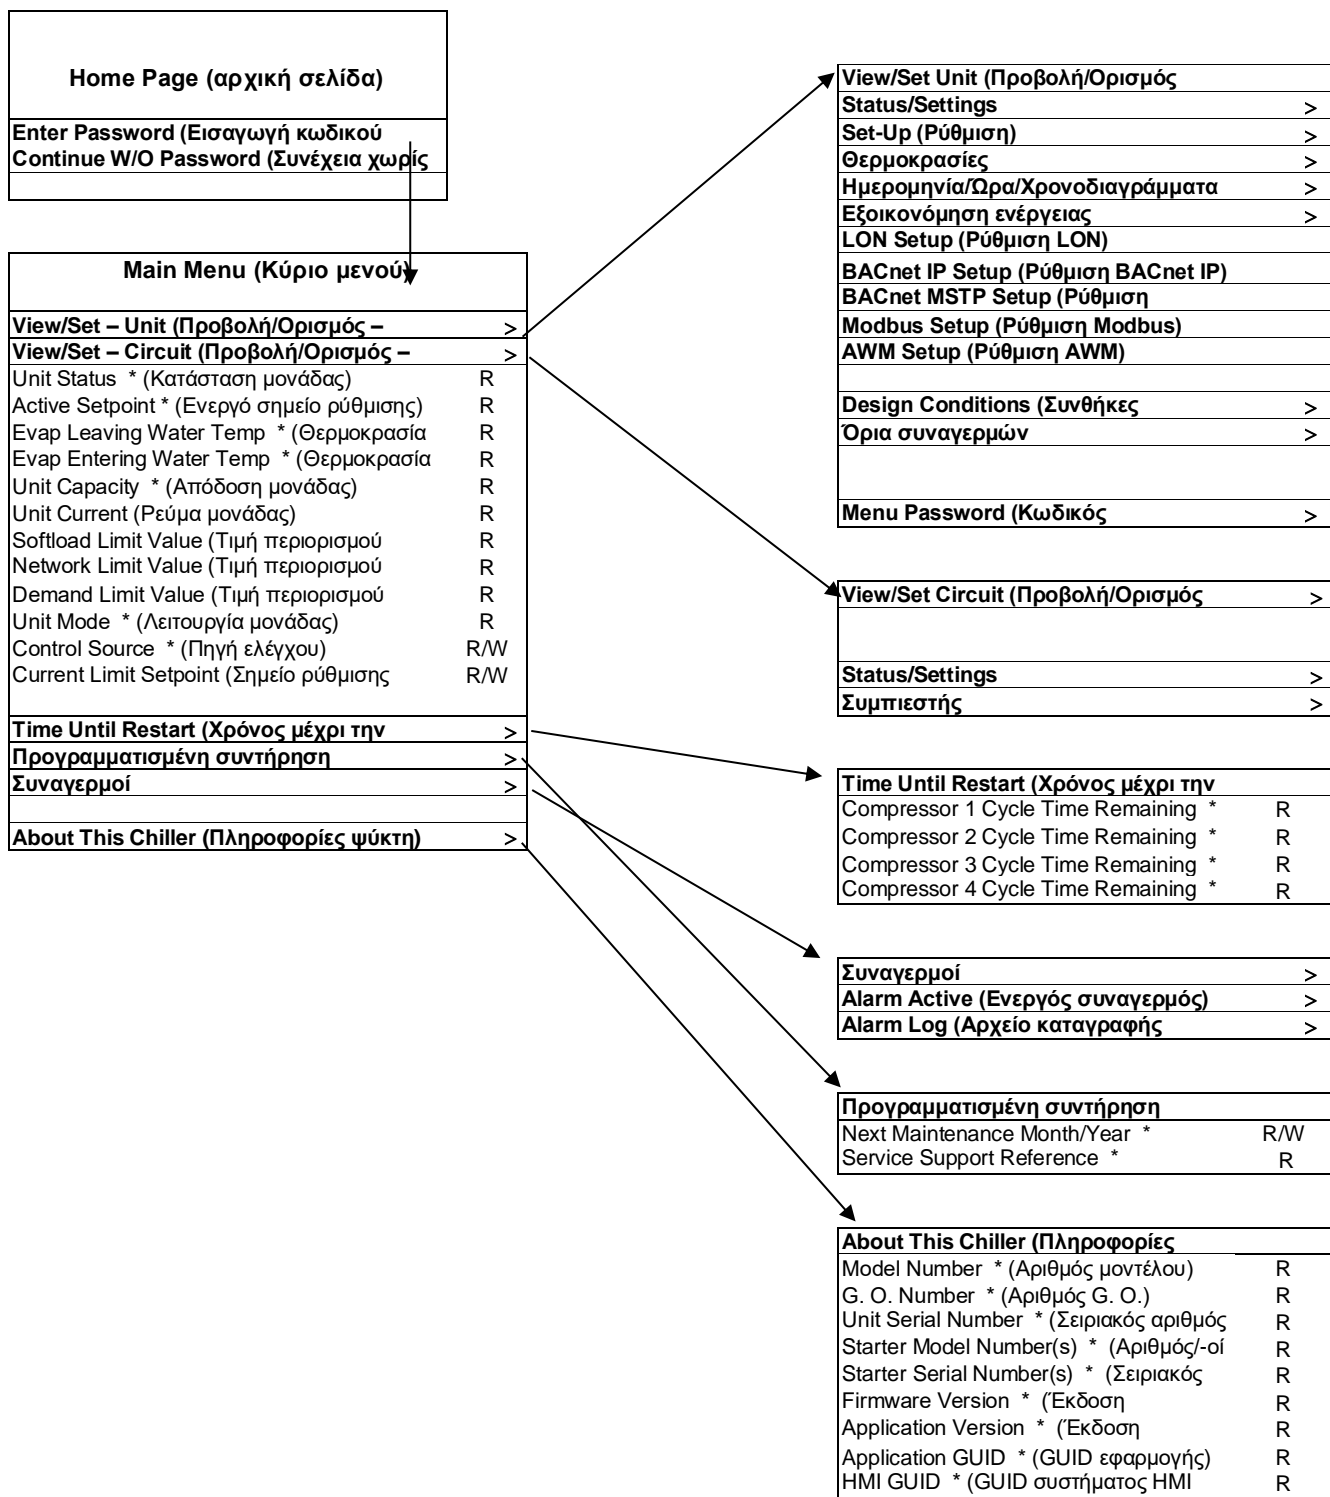 Home Page (αρχική σελίδα)
Enter Password (Εισαγωγή κωδικού
Continue W/O Password (Συνέχεια χωρίς
Main Menu (Κύριο μενού)
View/Set – Unit (Προβολή/Ορισμός – >
View/Set – Circuit (Προβολή/Ορισμός – >
Unit Status * (Κατάσταση μονάδας) R
Active Setpoint * (Ενεργό σημείο ρύθμισης) R
Evap Leaving Water Temp * (Θερμοκρασία R
Evap Entering Water Temp * (Θερμοκρασία R
Unit Capacity * (Απόδοση μονάδας) R
Unit Current (Ρεύμα μονάδας) R
Softload Limit Value (Τιμή περιορισμού R
Network Limit Value (Τιμή περιορισμού R
Demand Limit Value (Τιμή περιορισμού R
Unit Mode * (Λειτουργία μονάδας) R
Control Source * (Πηγή ελέγχου) R/W
Current Limit Setpoint (Σημείο ρύθμισης R/W
Time Until Restart (Χρόνος μέχρι την >
Προγραμματισμένη συντήρηση >
Συναγερμοί >
About This Chiller (Πληροφορίες ψύκτη) >
View/Set Unit (Προβολή/Ορισμός
Status/Settings >
Set-Up (Ρύθμιση) >
Θερμοκρασίες >
Ημερομηνία/Ώρα/Χρονοδιαγράμματα >
Εξοικονόμηση ενέργειας >
LON Setup (Ρύθμιση LON)
BACnet IP Setup (Ρύθμιση BACnet IP)
BACnet MSTP Setup (Ρύθμιση
Modbus Setup (Ρύθμιση Modbus)
AWM Setup (Ρύθμιση AWM)
Design Conditions (Συνθήκες >
Όρια συναγερμών >
Menu Password (Κωδικός >
View/Set Circuit (Προβολή/Ορισμός >
Status/Settings >
Συμπιεστής >
Time Until Restart (Χρόνος μέχρι την
Compressor 1 Cycle Time Remaining * R
Compressor 2 Cycle Time Remaining * R
Compressor 3 Cycle Time Remaining * R
Compressor 4 Cycle Time Remaining * R
Συναγερμοί >
Alarm Active (Ενεργός συναγερμός) >
Alarm Log (Αρχείο καταγραφής >
Προγραμματισμένη συντήρηση
Next Maintenance Month/Year * R/W
Service Support Reference * R
About This Chiller (Πληροφορίες
Model Number * (Αριθμός μοντέλου) R
G. O. Number * (Αριθμός G. O.) R
Unit Serial Number * (Σειριακός αριθμός R
Starter Model Number(s) * (Αριθμός/-οί R
Starter Serial Number(s) * (Σειριακός R
Firmware Version * (Έκδοση R
Application Version * (Έκδοση R
Application GUID * (GUID εφαρμογής) R
HMI GUID * (GUID συστήματος HMI R